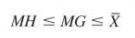 MH ≤ MG ≤ X̅